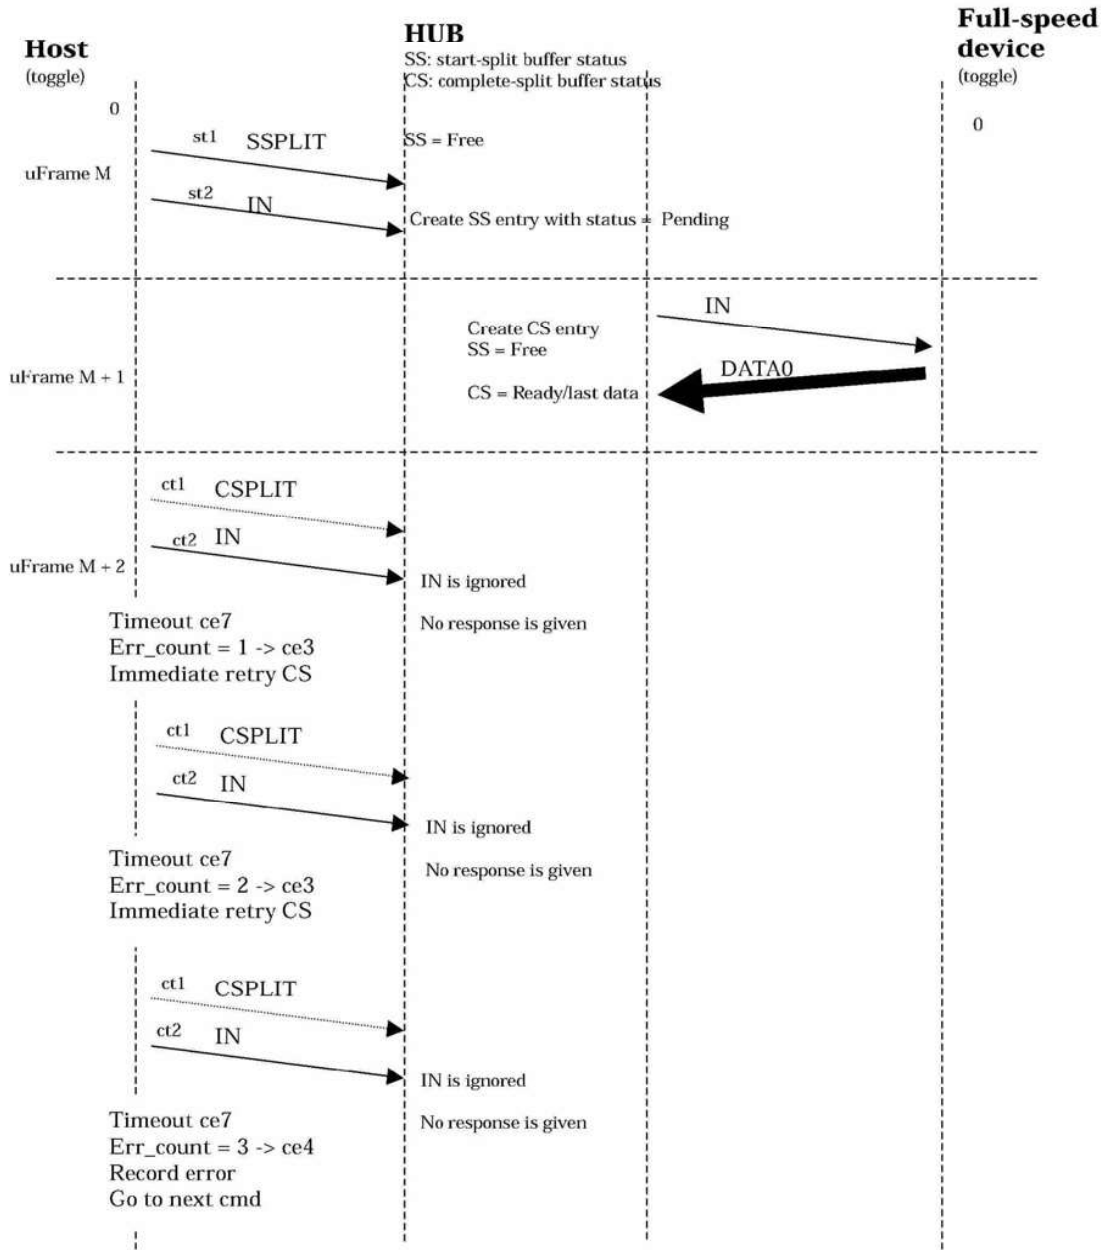 Host
(toggle)
0
HUB
SS: start-split buffer status
CS: complete-split buffer status
Full-speed
device
(toggle)
0
st1 SSPLIT
SS = Free
uFrame M
st2 IN
Create SS entry with status = Pending
IN
Create CS entry
SS = Free
DATA0
uFrame M + 1
CS = Ready/last data
ct1 CSPLIT
ct2 IN
uFrame M + 2
IN is ignored
No response is given
Timeout ce7
Err_count = 1 -> ce3
Immediate retry CS
ct1 CSPLIT
ct2 IN
IN is ignored
No response is given
Timeout ce7
Err_count = 2 -> ce3
Immediate retry CS
ct1 CSPLIT
ct2 IN
IN is ignored
No response is given
Timeout ce7
Err_count = 3 -> ce4
Record error
Go to next cmd